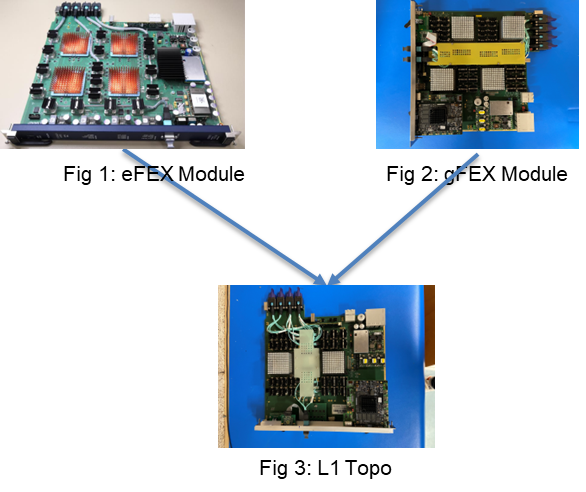 Fig 1: eFEX Module
Fig 2: gFEX Module
Fig 3: L1 Topo